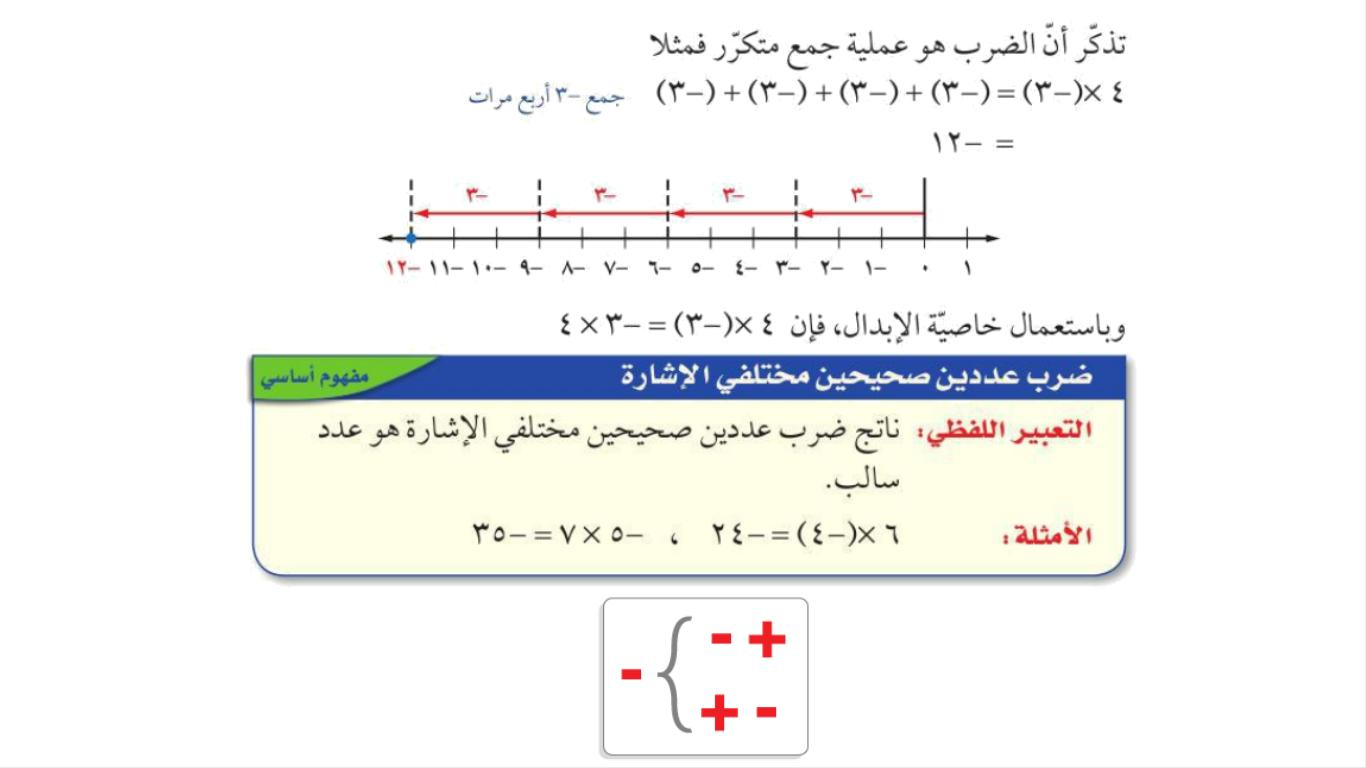 تذكّر أنّ الضرب هو عملية جمع متكرّر فمثلا
٤ ×(−٣) = (−٣) + (−٣) + (−٣) + (−٣) جمع −٣ أربع مرات
= −١٢
−٣ −٣ −٣ −٣
١ ٠ −١ −٢ −٣ −٤ −٥ −٦ −٧ −٨ −٩ −١٠ −١١ −١٢
وباستعمال خاصيّة الإبدال، فإن ٤ ×(−٣) = −٣ × ٤
ضرب عددين صحيحين مختلفي الإشارة مفهوم أساسي
التعبير اللفظي: ناتج ضرب عددين صحيحين مختلفي الإشارة هو عدد
سالب.
الأمثلة: ٦ ×(−٤) = −٢٤ ، −٥ × ٧ = −٣٥
+ -
-
- +